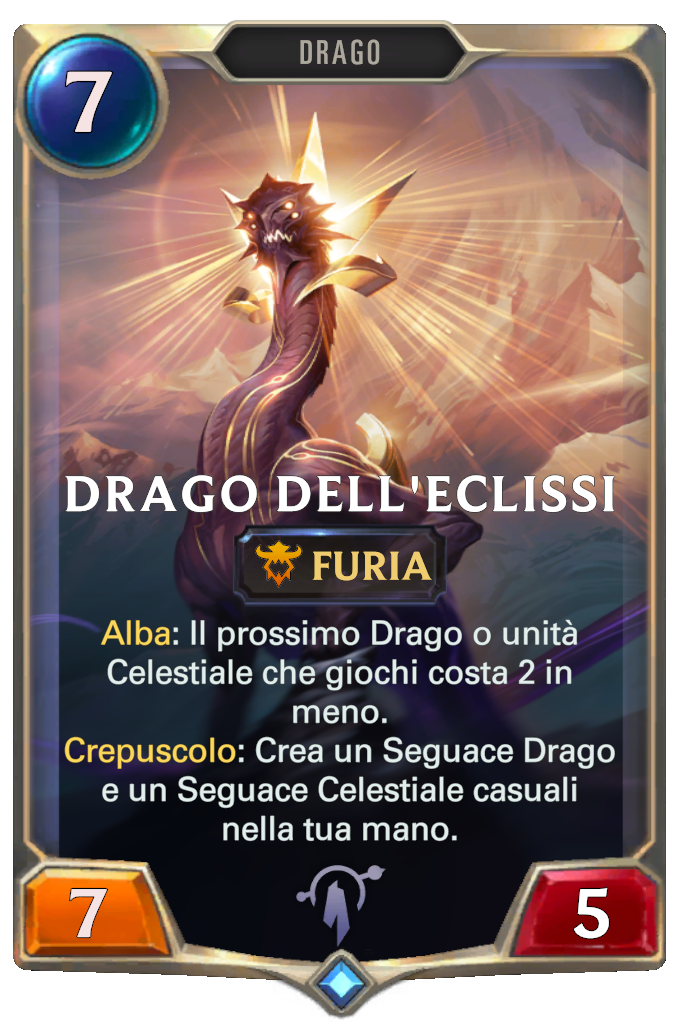 DRAGO
7
DRAGO DELL'ECLISSI
FURIA
Alba: Il prossimo Drago o unità
Celestiale che giochi costa 2 in
meno.
Crepuscolo: Crea un Seguace Drago
e un Seguace Celestiale casuali
nella tua mano.
7
5